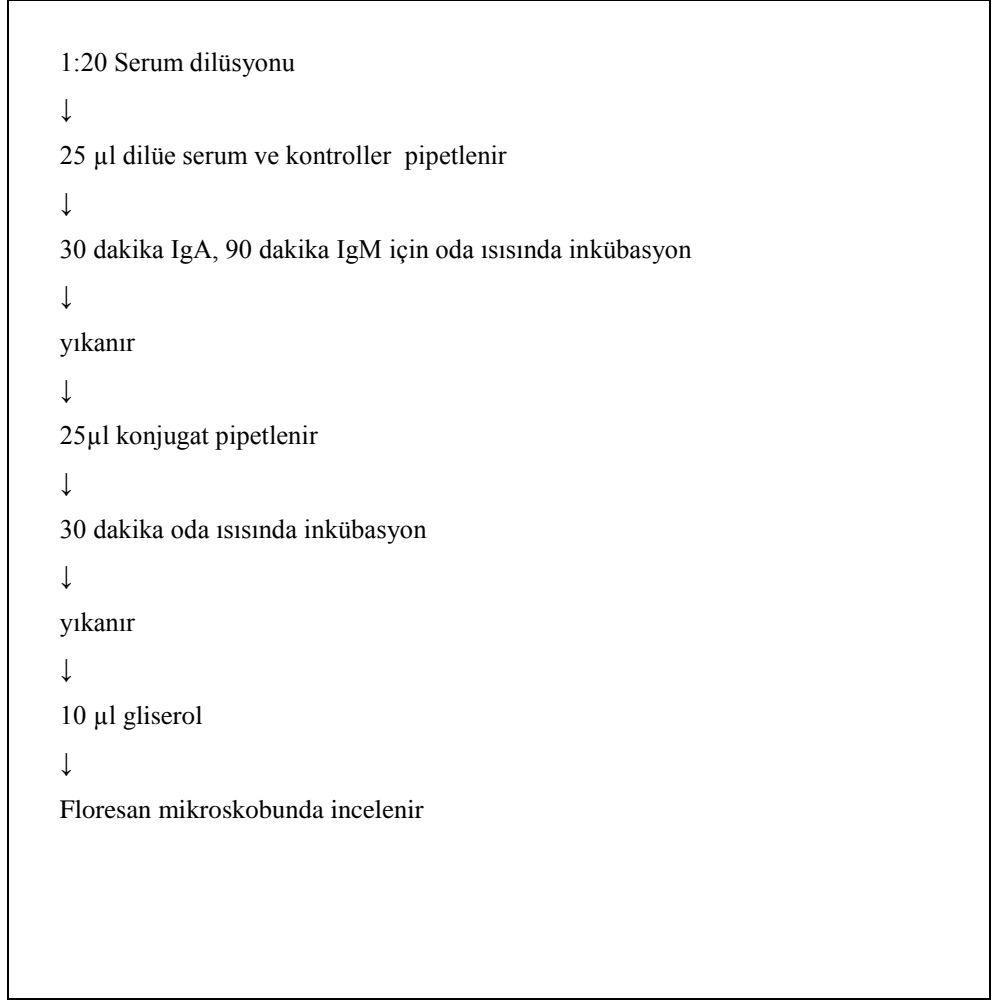 1:20 Serum dilüsyonu
↓
25 µl dilüe serum ve kontroller  pipetlenir
↓
30 dakika IgA, 90 dakika IgM için oda ısısında inkübasyon
↓
yıkanır
↓
25µl konjugat pipetlenir
↓
30 dakika oda ısısında inkübasyon
↓
yıkanır
↓
10 µl gliserol
↓
Floresan mikroskobunda incelenir